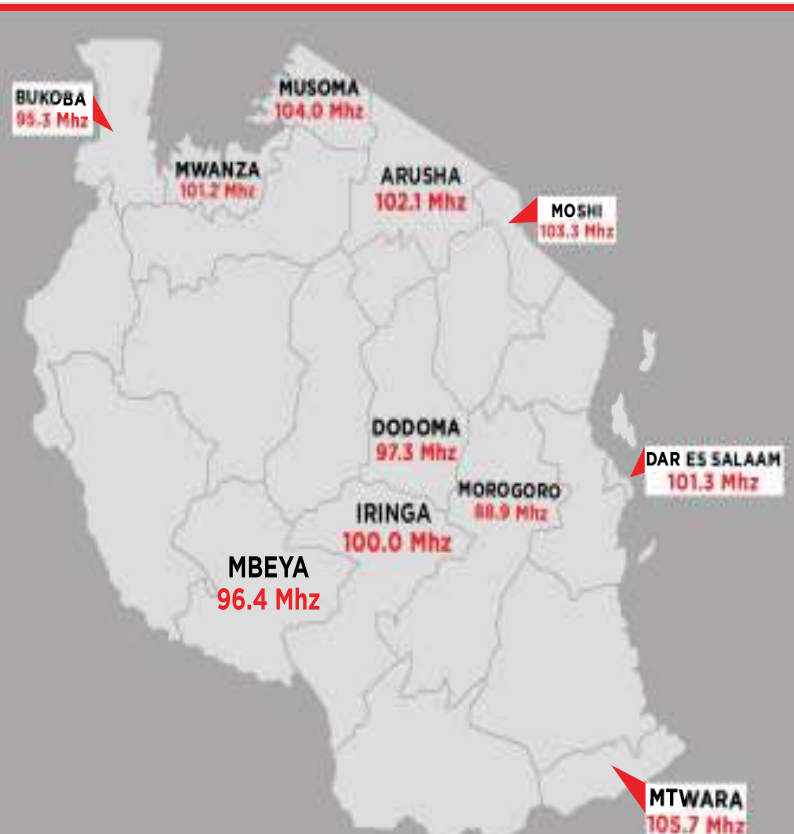 MUSOMA
104.0 Mhz
BUKOBA
95.3 Mhz
MWANZA
101.2 Mhz
ARUSHA
102.1 Mhz
MOSHI
103.3 Mhz
DODOMA
97.3 Mhz
DAR ES SALAAM
101.3 Mhz
MOROGORO
88.9 Mhz
IRINGA
100.0 Mhz
MBEYA
96.4 Mhz
MTWARA
105.7 Mhz